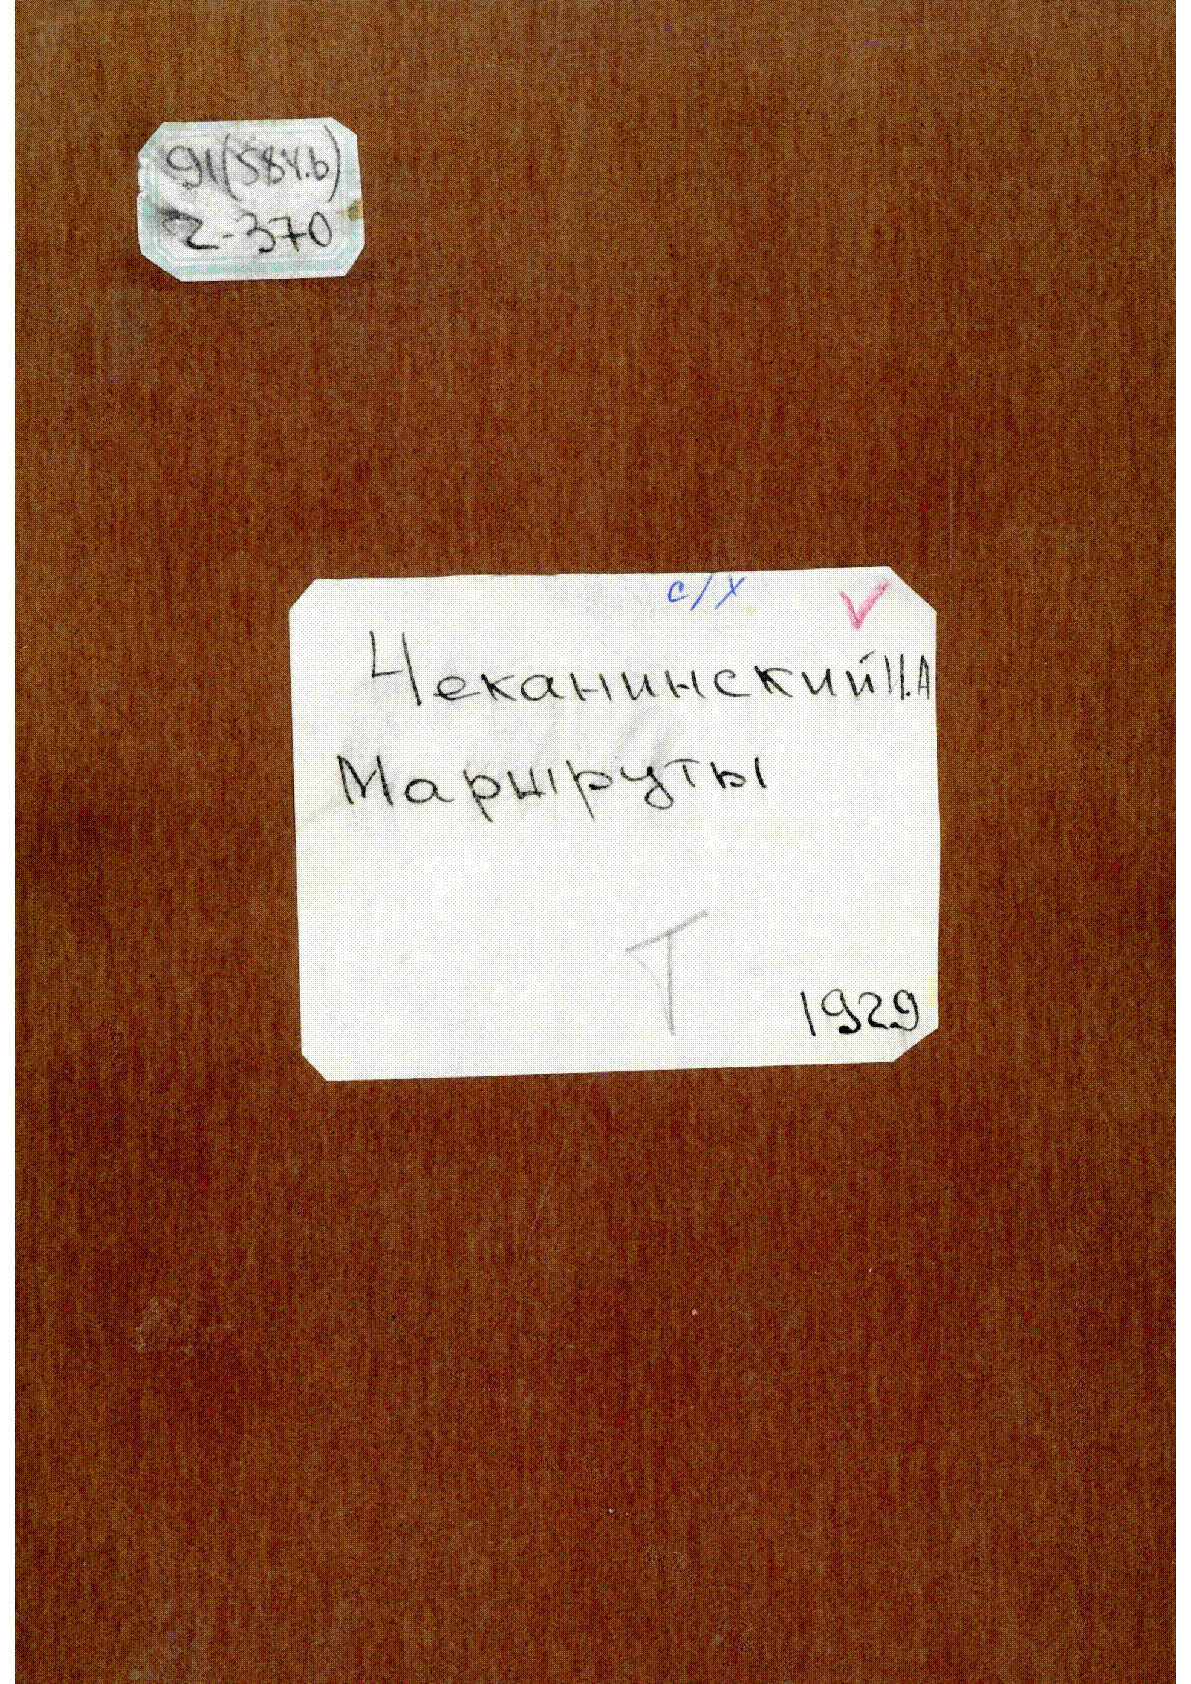 91(584.6)
2-370
с/х
Чеканинский И.А
Маршруты
Т
1929